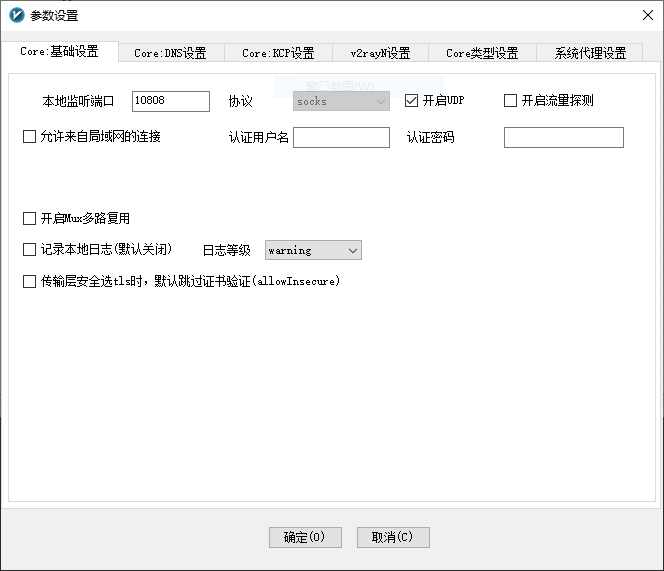 参数设置
Core:基础设置 Core:DNS设置 Core:KCP设置 v2rayN设置 Core类型设置 系统代理设置
窗口截图(W)
本地监听端口 10808 协议 socks 开启UDP 开启流量探测
允许来自局域网的连接 认证用户名 认证密码
开启Mux多路复用
记录本地日志(默认关闭) 日志等级 warning
传输层安全选tls时，默认跳过证书验证(allowInsecure)
确定(O) 取消(C)